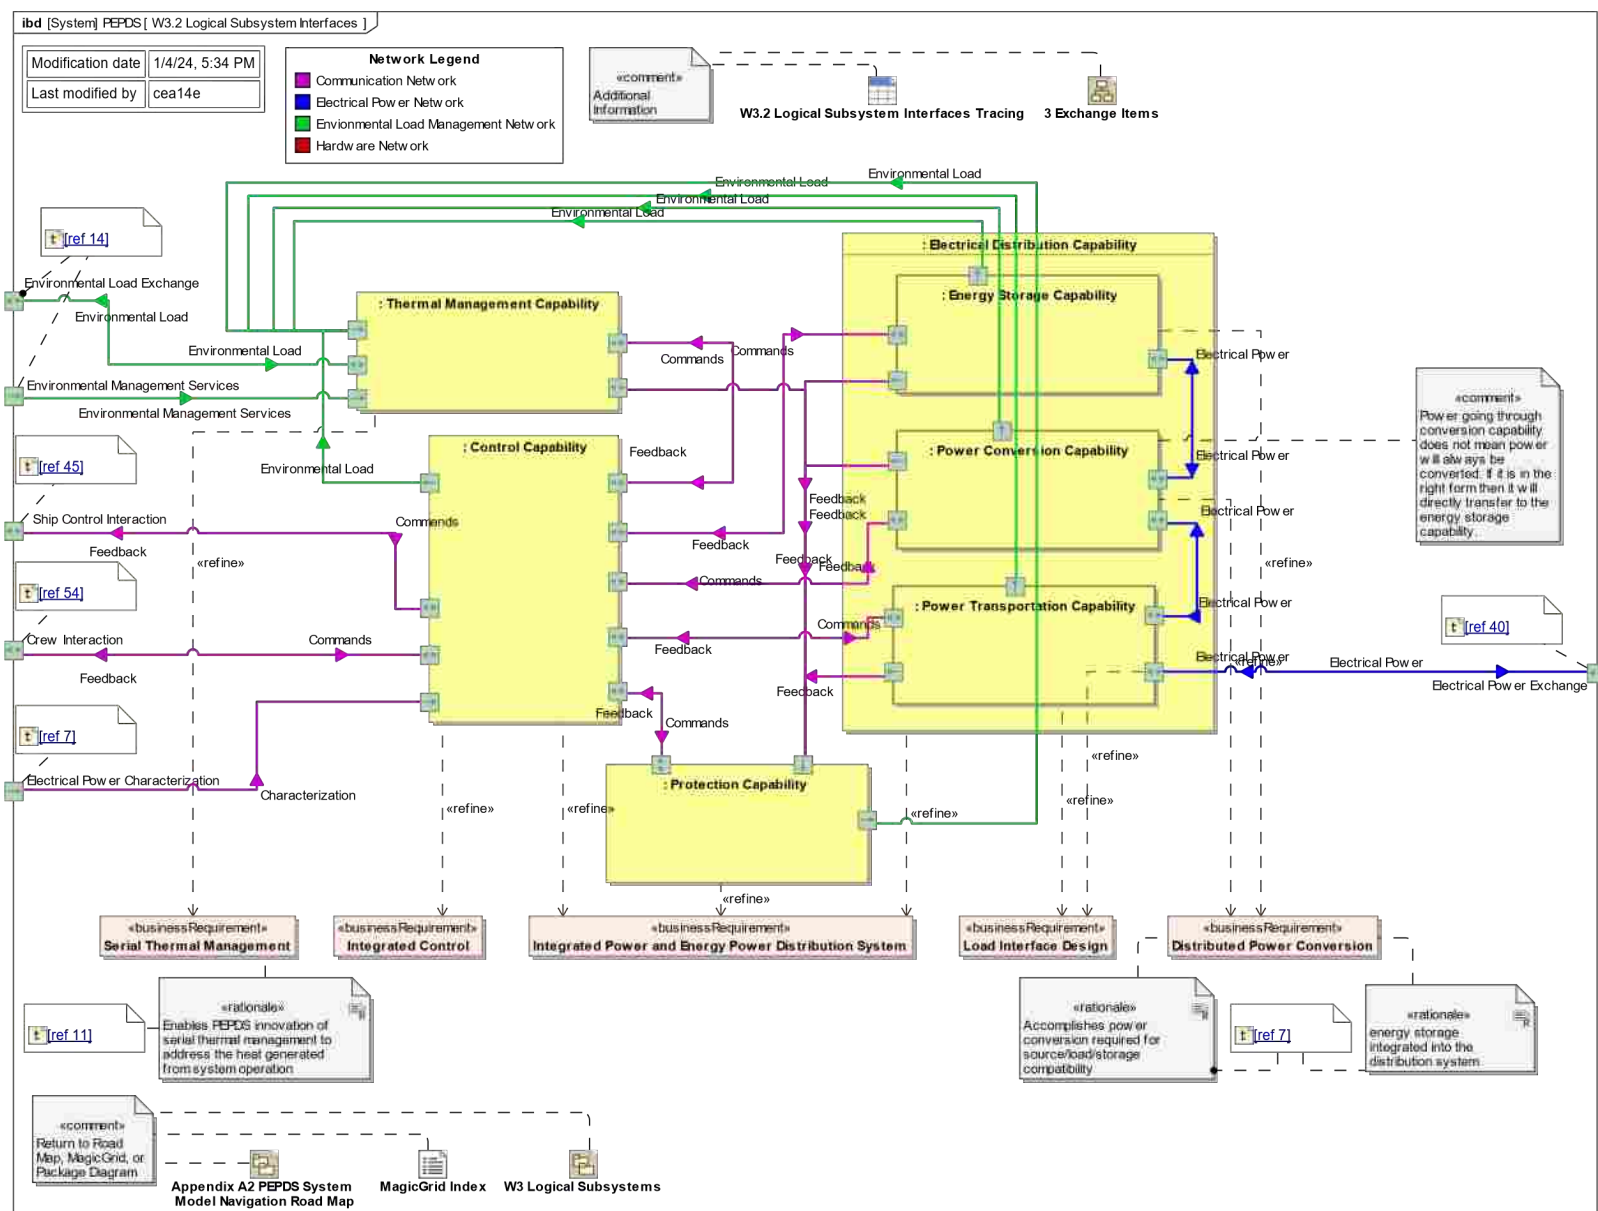 ibd [System] PEPDS [ W3.2 Logical Subsystem Interfaces ]
Modification date 1/4/24, 5:34 PM
Last modified by cea14e
Network Legend
Communication Network
Electrical Power Network
Envionmental Load Management Network
Hardware Network
«comment»
Additional
Information
W3.2 Logical Subsystem Interfaces Tracing
3 Exchange Items
Environmental Load
Environmental Load
Environmental Load
Environmental Load
[ref 14]
Environmental Load Exchange
Environmental Load
Environmental Load
Environmental Management Services
Environmental Management Services
: Thermal Management Capability
: Electrical Distribution Capability
: Energy Storage Capability
Commands
Commands
Electrical Power
«comment»
Power going through
conversion capability
does not mean power
will always be
converted. If it is in the
right form then it will
directly transfer to the
energy storage
capability.
[ref 45]
Environmental Load
: Control Capability
Feedback
: Power Conversion Capability
Electrical Power
Feedback
Feedback
Electrical Power
Ship Control Interaction
Commands
Feedback
Feedback
«refine»
Feedback
Feedback
«refine»
[ref 54]
Commands
: Power Transportation Capability
Electrical Power
Crew Interaction
Commands
Feedback
Commands
Feedback
[ref 40]
Electrical Power
«refine»
Electrical Power
Electrical Power Exchange
Feedback
Feedback
Commands
[ref 7]
Electrical Power Characterization
Characterization
: Protection Capability
«refine»
«refine»
«refine»
«refine»
«refine»
«refine»
«businessRequirement»
Serial Thermal Management
«businessRequirement»
Integrated Control
«businessRequirement»
Integrated Power and Energy Power Distribution System
«businessRequirement»
Load Interface Design
«businessRequirement»
Distributed Power Conversion
[ref 11]
«rationale»
Enables PEPDS innovation of
serial thermal management to
address the heat generated
from system operation
«rationale»
Accomplishes power
conversion required for
source/load/storage
compatibility
[ref 7]
«rationale»
energy storage
integrated into the
distribution system
«comment»
Return to Road
Map, MagicGrid, or
Package Diagram
Appendix A2 PEPDS System
Model Navigation Road Map
MagicGrid Index
W3 Logical Subsystems